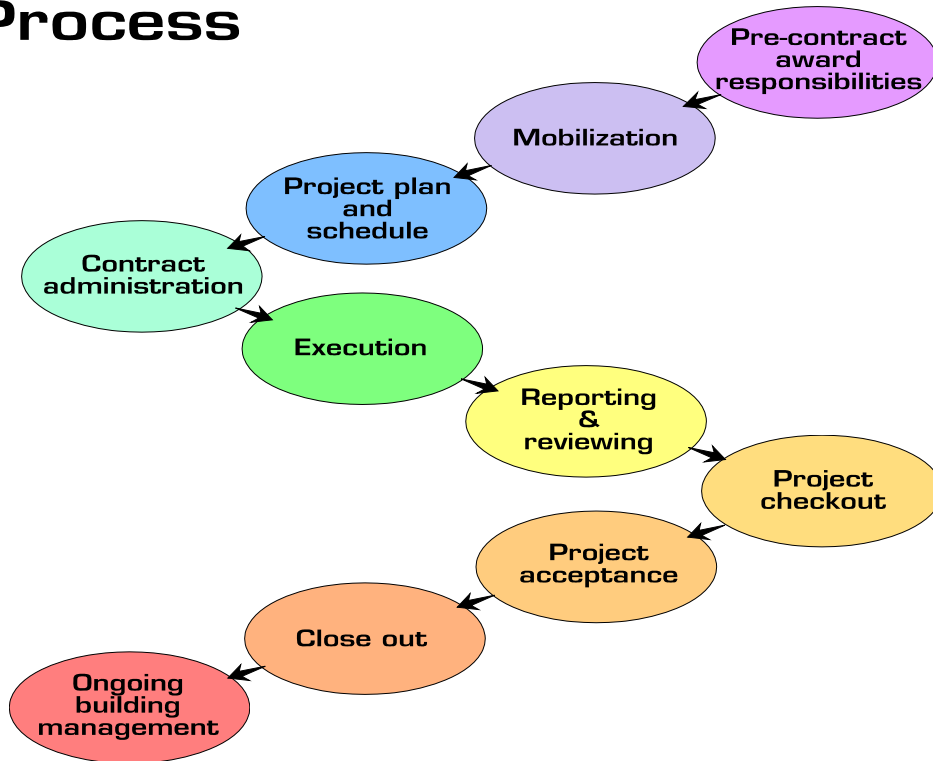 Process
Pre-contract
award
responsibilities
Mobilization
Project plan
and
schedule
Contract
administration
Execution
Reporting
&
reviewing
Project
checkout
Project
acceptance
Close out
Ongoing
building
management